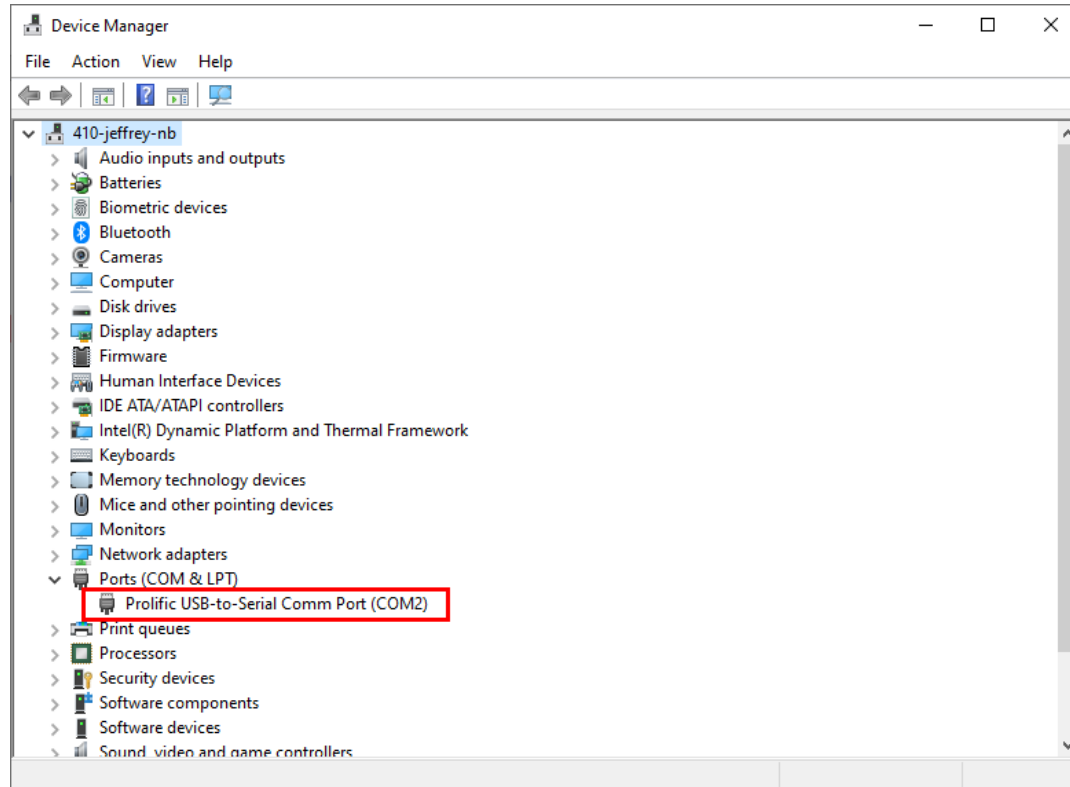 Device Manager
File Action View Help
410-jeffrey-nb
Audio inputs and outputs
Batteries
Biometric devices
Bluetooth
Cameras
Computer
Disk drives
Display adapters
Firmware
Human Interface Devices
IDE ATA/ATAPI controllers
Intel(R) Dynamic Platform and Thermal Framework
Keyboards
Memory technology devices
Mice and other pointing devices
Monitors
Network adapters
Ports (COM & LPT)
Prolific USB-to-Serial Comm Port (COM2)
Print queues
Processors
Security devices
Software components
Software devices
Sound, video and game controllers